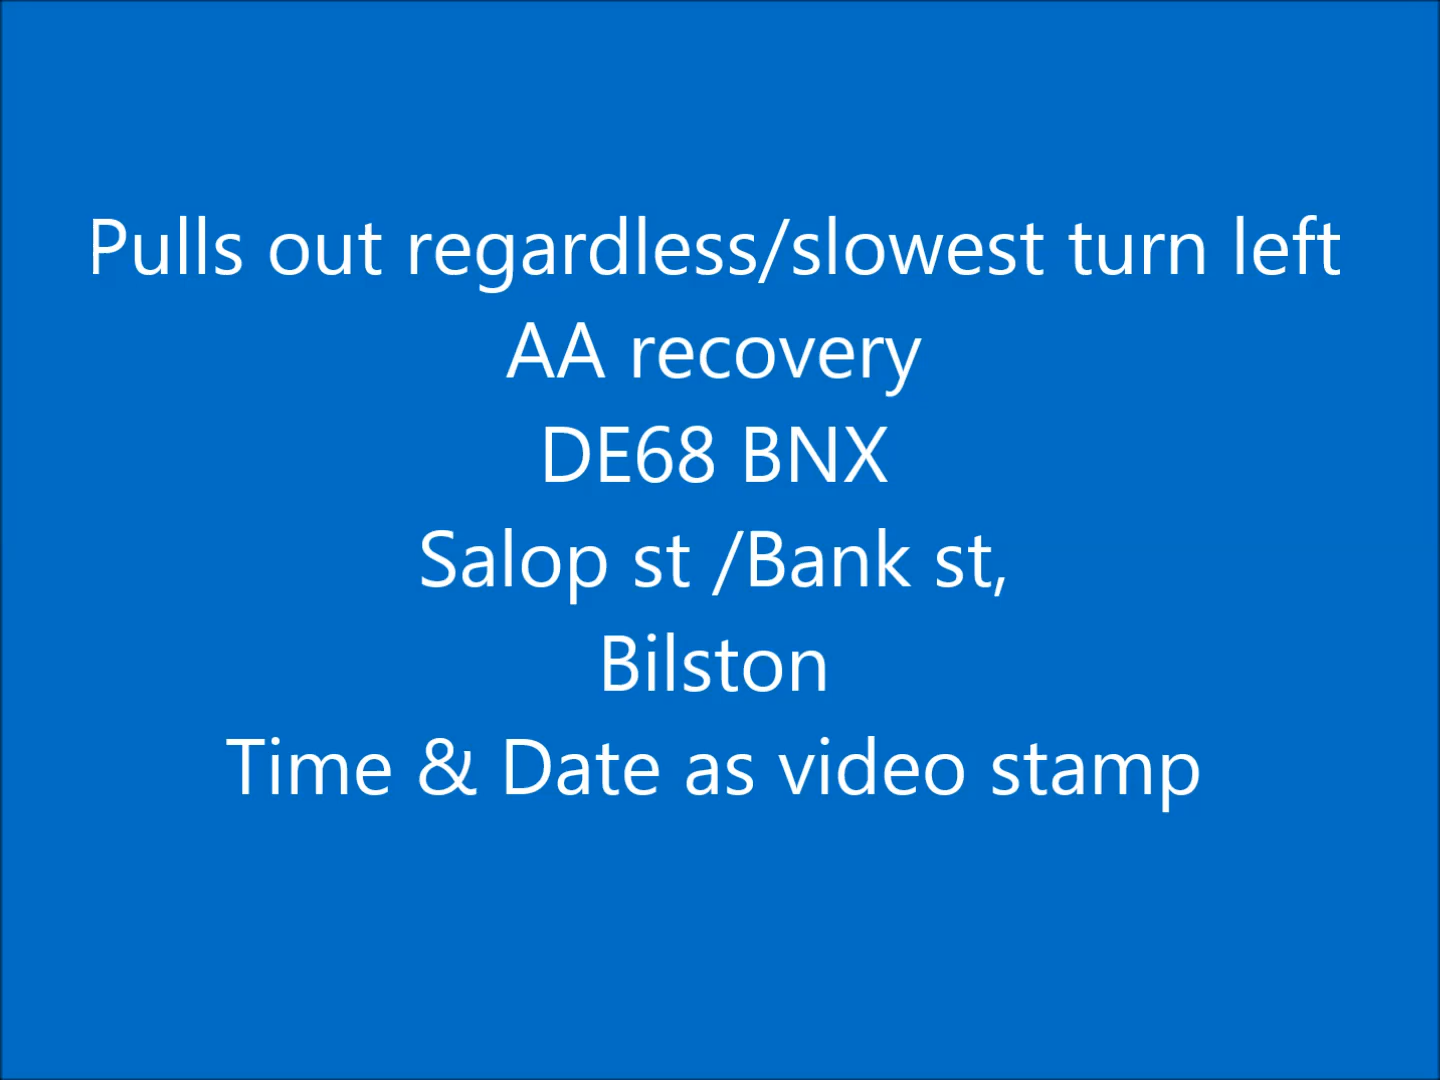 Pulls out regardless/slowest turn left
AA recovery
DE68 BNX
Salop st /Bank st,
Bilston
Time & Date as video stamp